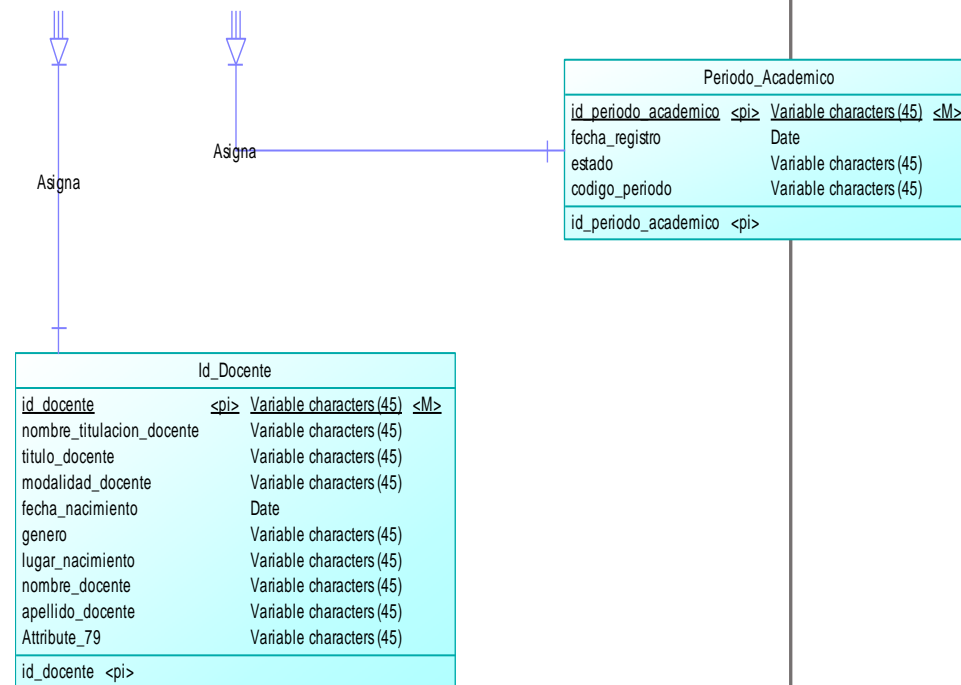 Periodo_Academico
id_periodo_academico <pi> Variable characters (45) <M>
fecha_registro Date
estado Variable characters (45)
codigo_periodo Variable characters (45)
id_periodo_academico <pi>
Asigna
Asigna
Id_Docente
id_docente <pi> Variable characters (45) <M>
nombre_titulacion_docente Variable characters (45)
titulo_docente Variable characters (45)
modalidad_docente Variable characters (45)
fecha_nacimiento Date
genero Variable characters (45)
lugar_nacimiento Variable characters (45)
nombre_docente Variable characters (45)
apellido_docente Variable characters (45)
Attribute_79 Variable characters (45)
id_docente <pi>